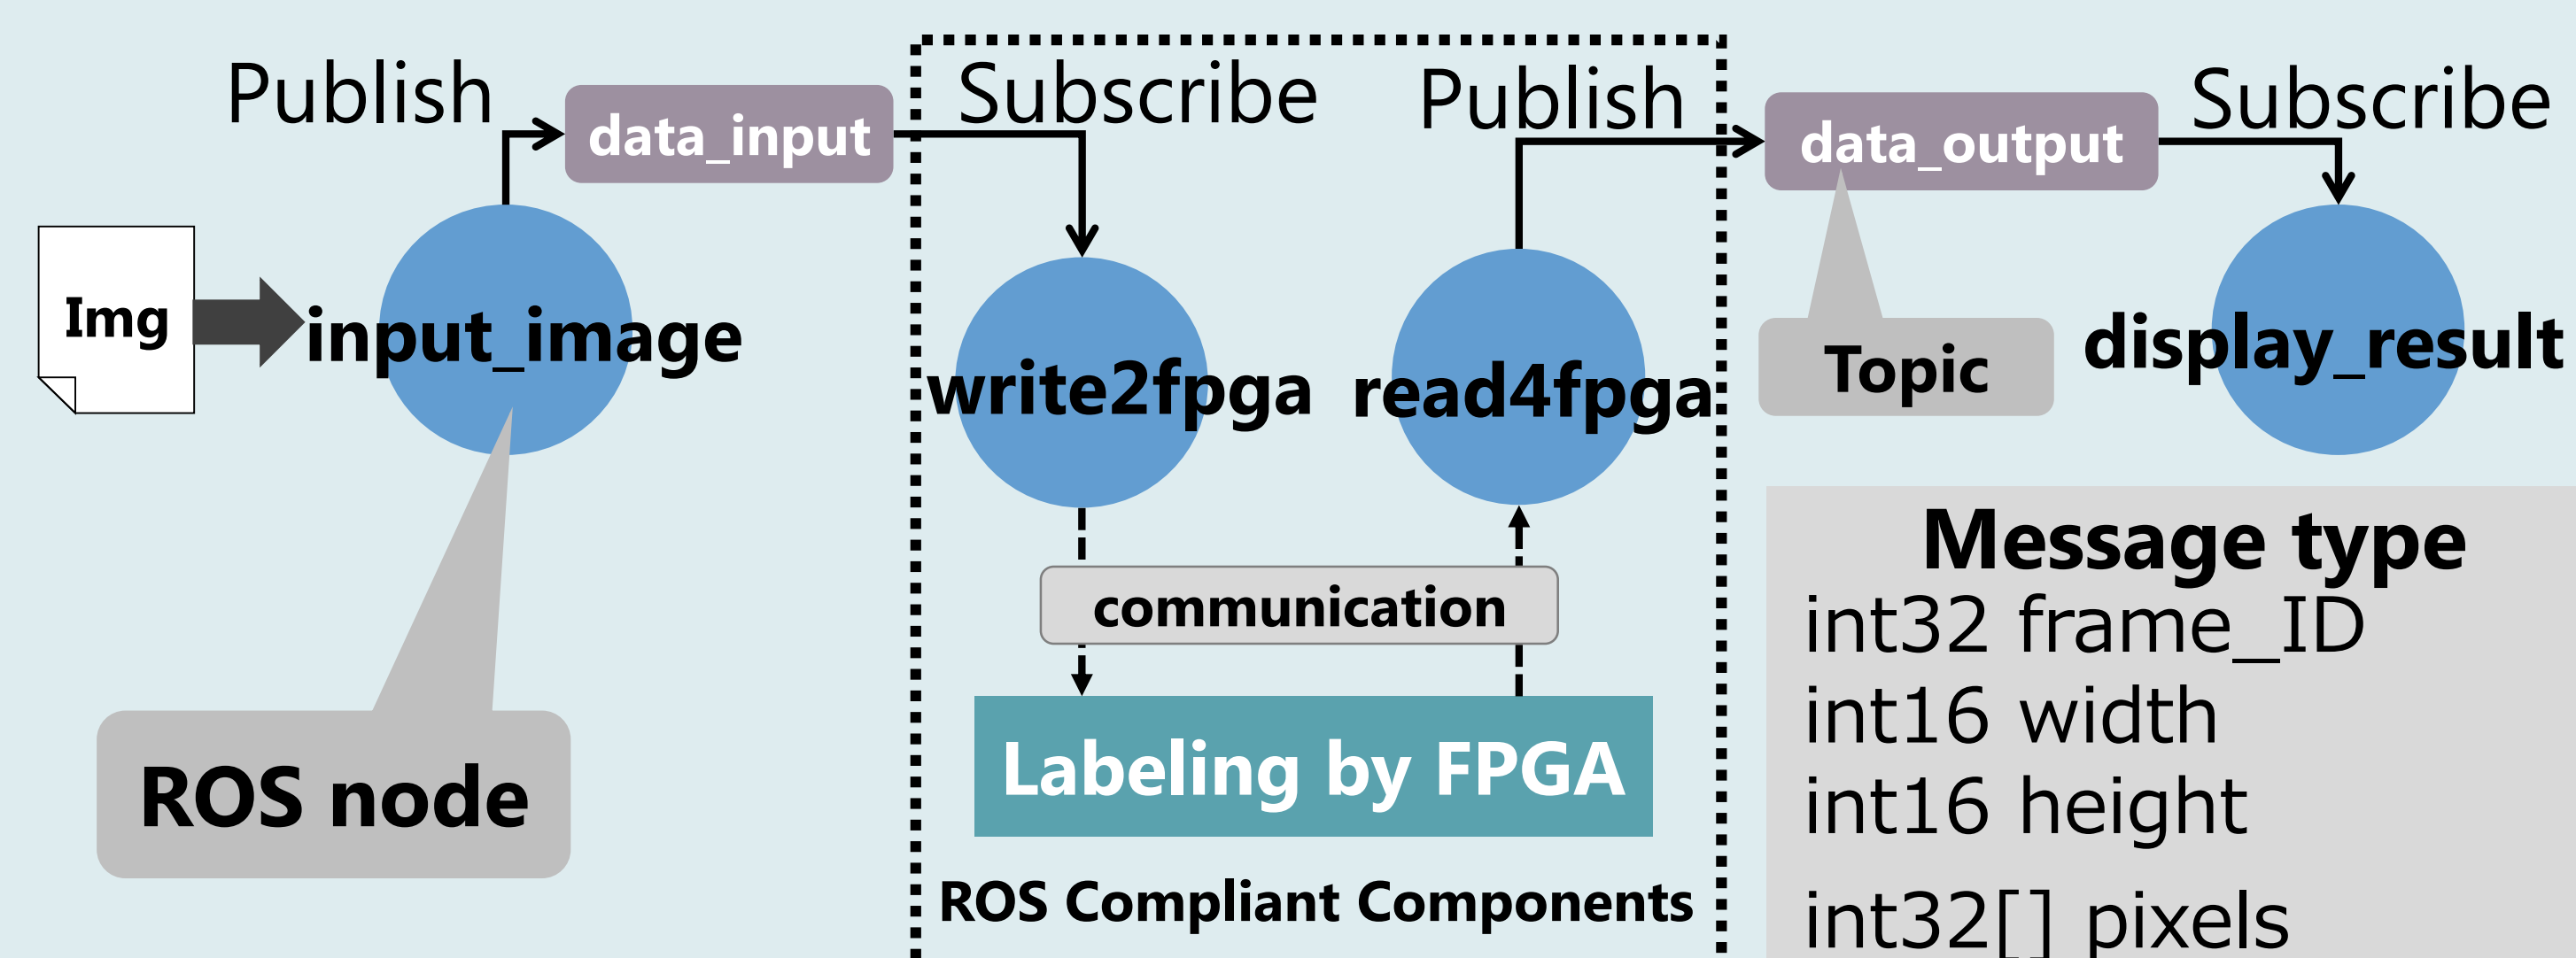 Publish
data_input
Subscribe
Publish
data_output
Subscribe
Img
input_image
write2fpga
read4fpga
Topic
display_result
communication
Labeling by FPGA
ROS node
ROS Compliant Components
Message type
int32 frame_ID
int16 width
int16 height
int32[] pixels